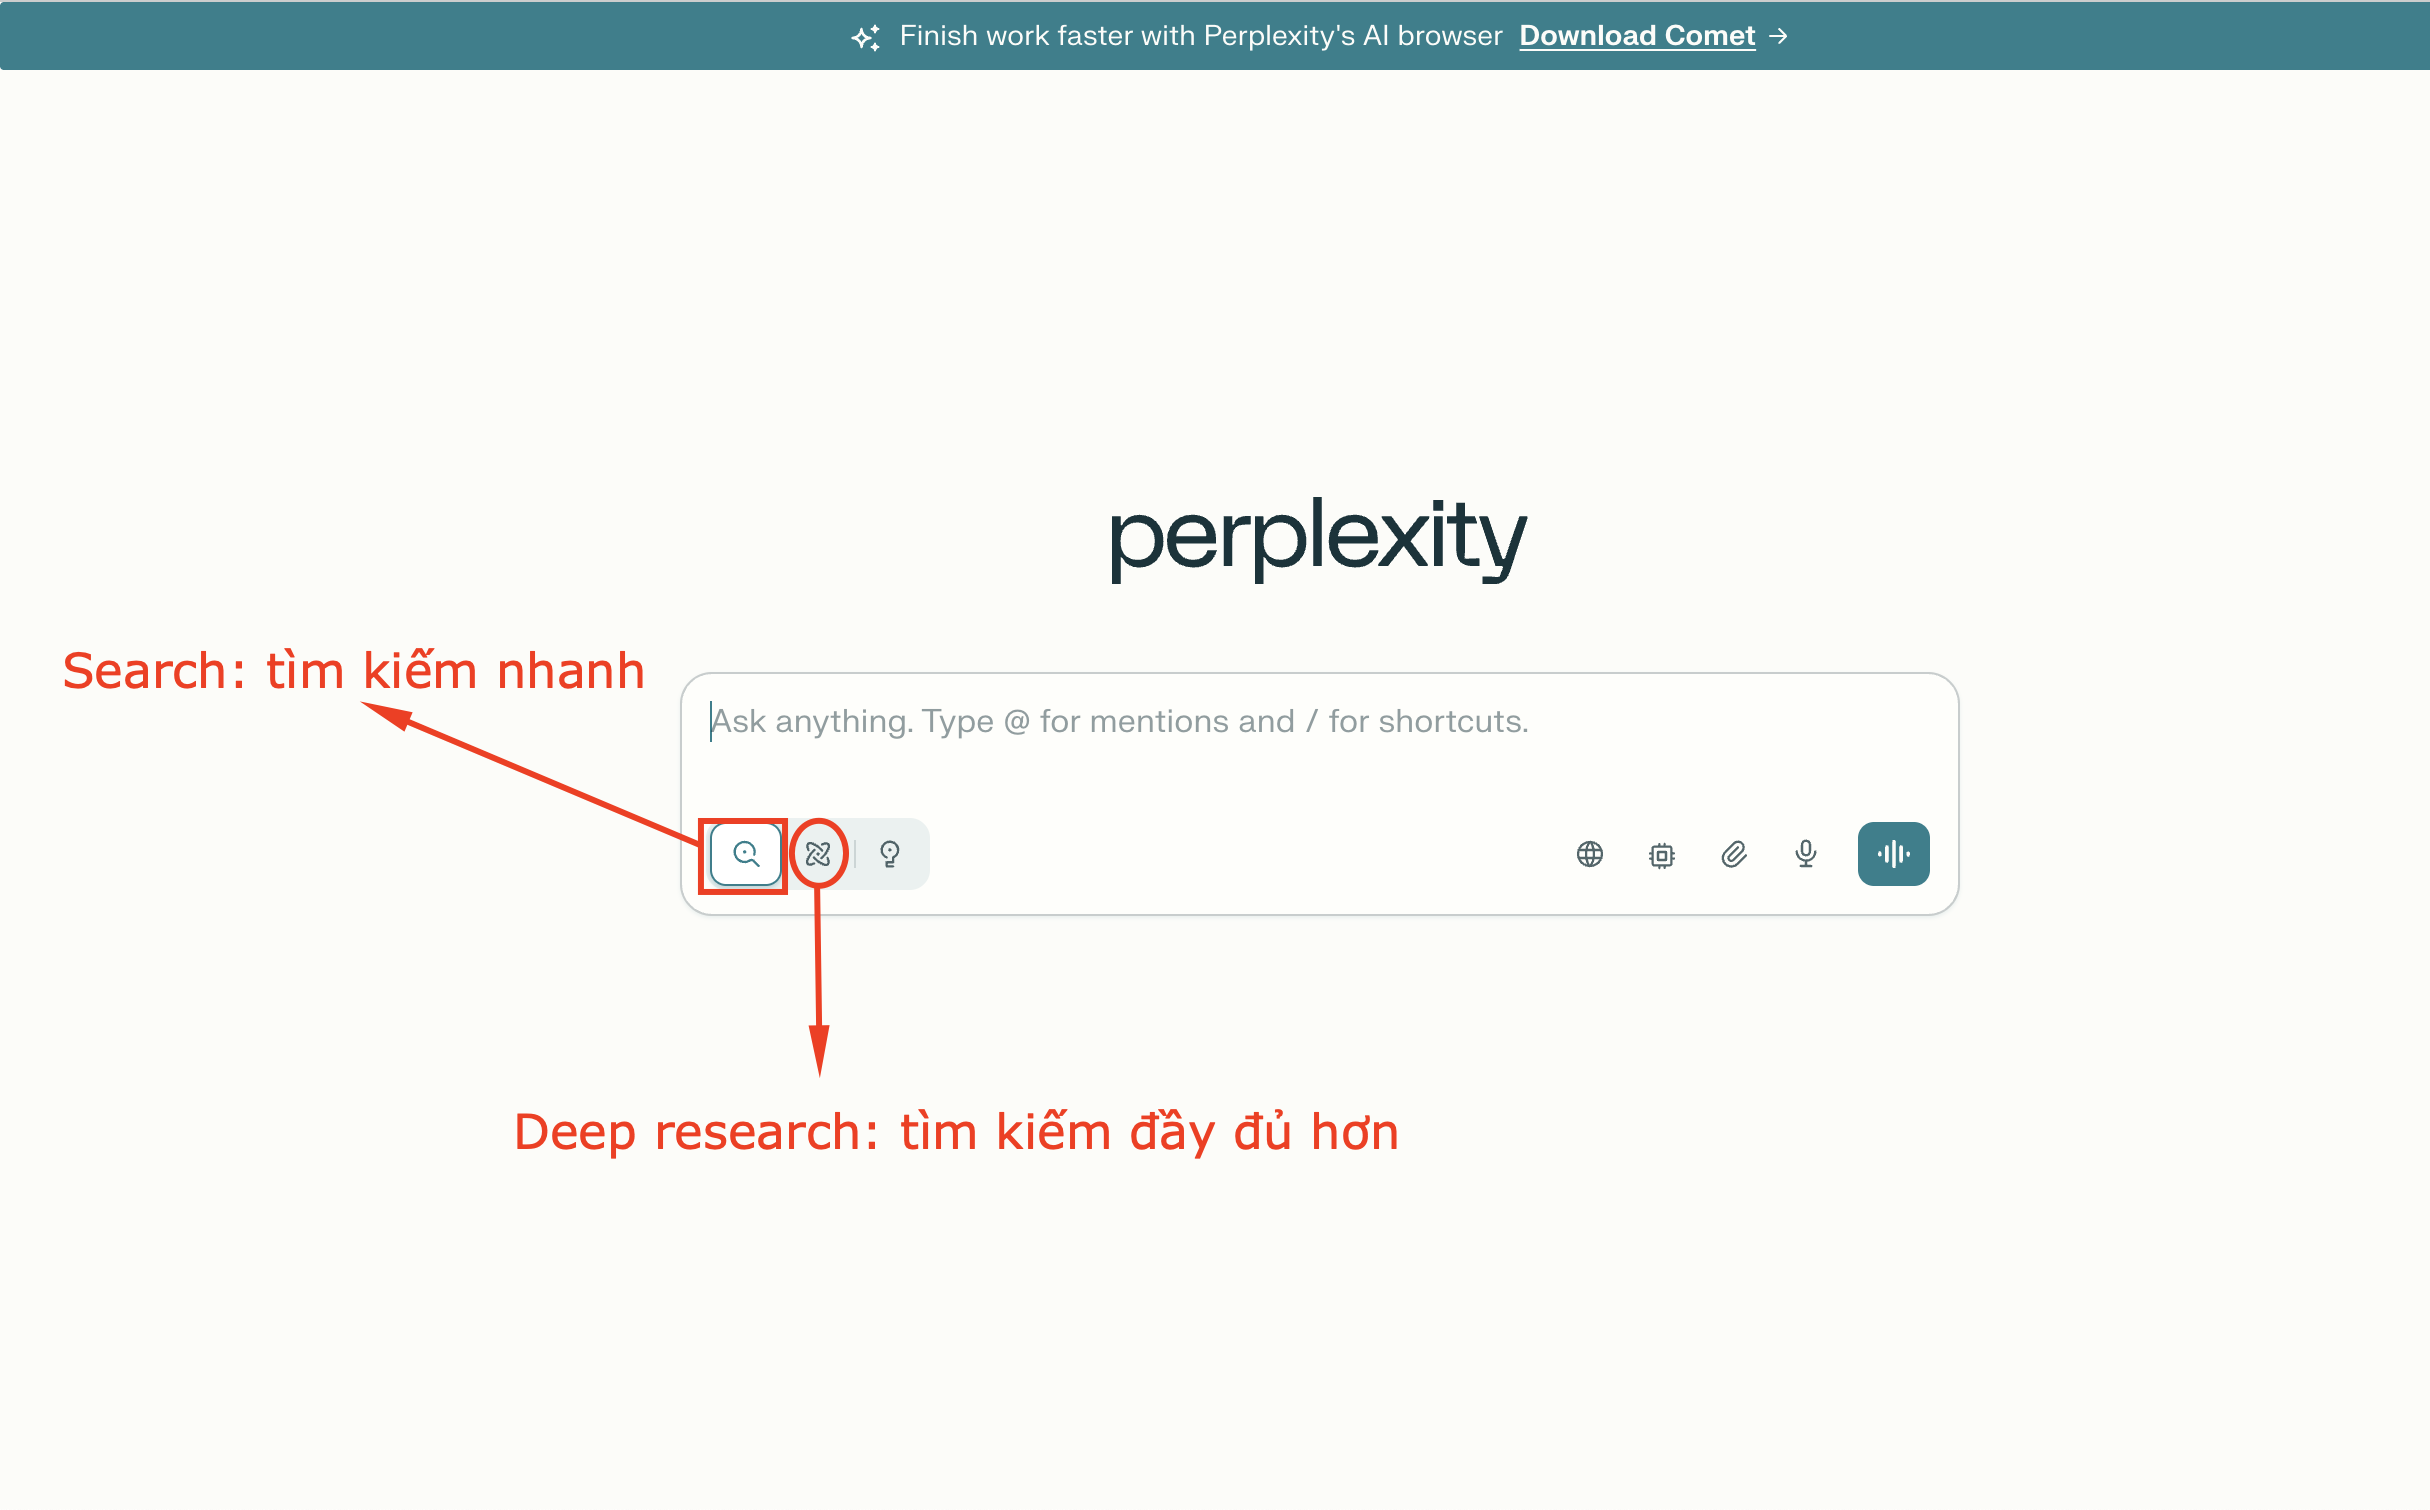 Finish work faster with Perplexity's AI browser Download Comet →
perplexity
Search: tìm kiếm nhanh
Ask anything. Type @ for mentions and / for shortcuts.
Deep research: tìm kiếm đầy đủ hơn